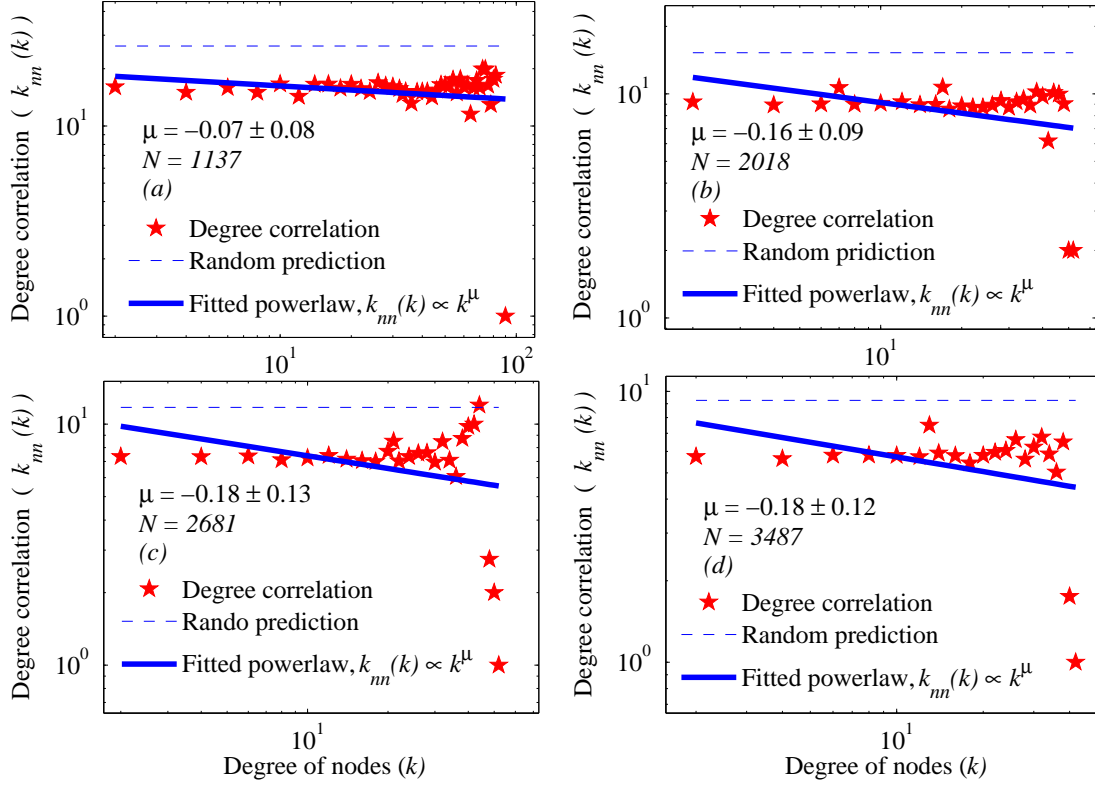 Degree correlation ( k_nn (k) )
10^1
10^0
μ = −0.07 ± 0.08
N = 1137
(a)
Degree correlation
Random prediction
Fitted powerlaw, k_nn(k) ∝ k^μ
10^1
10^2
Degree correlation ( k_nn (k) )
10^1
10^0
μ = −0.16 ± 0.09
N = 2018
(b)
Degree correlation
Random pridiction
Fitted powerlaw, k_nn(k) ∝ k^μ
10^1
Degree correlation ( k_nn (k) )
10^1
10^0
μ = −0.18 ± 0.13
N = 2681
(c)
Degree correlation
Rando prediction
Fitted powerlaw, k_nn(k) ∝ k^μ
10^1
Degree of nodes (k)
Degree correlation ( k_nn (k) )
10^1
10^0
μ = −0.18 ± 0.12
N = 3487
(d)
Degree correlation
Random prediction
Fitted powerlaw, k_nn(k) ∝ k^μ
10^1
Degree of nodes (k)